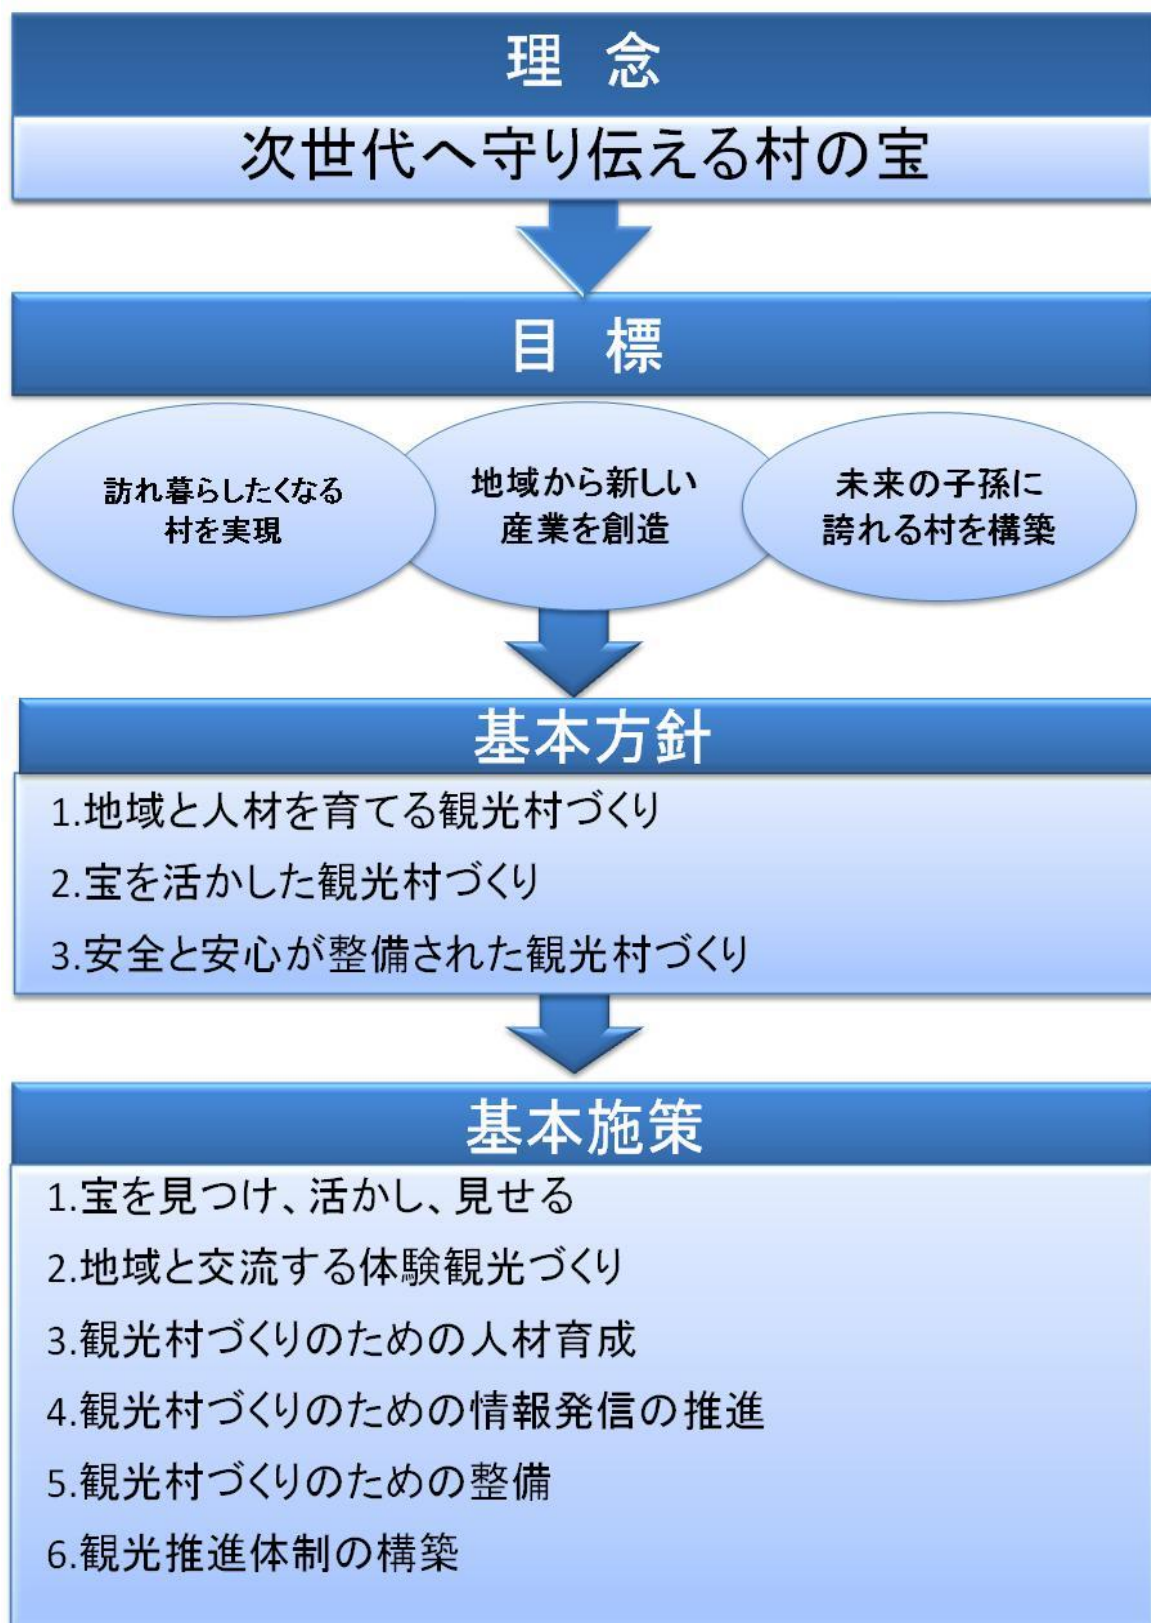 理 念
次世代へ守り伝える村の宝
目 標
訪れ暮らしたくなる
村を実現
地域から新しい
産業を創造
未来の子孫に
誇れる村を構築
基本方針
1.地域と人材を育てる観光村づくり
2.宝を活かした観光村づくり
3.安全と安心が整備された観光村づくり
基本施策
1.宝を見つけ、活かし、見せる
2.地域と交流する体験観光づくり
3.観光村づくりのための人材育成
4.観光村づくりのための情報発信の推進
5.観光村づくりのための整備
6.観光推進体制の構築